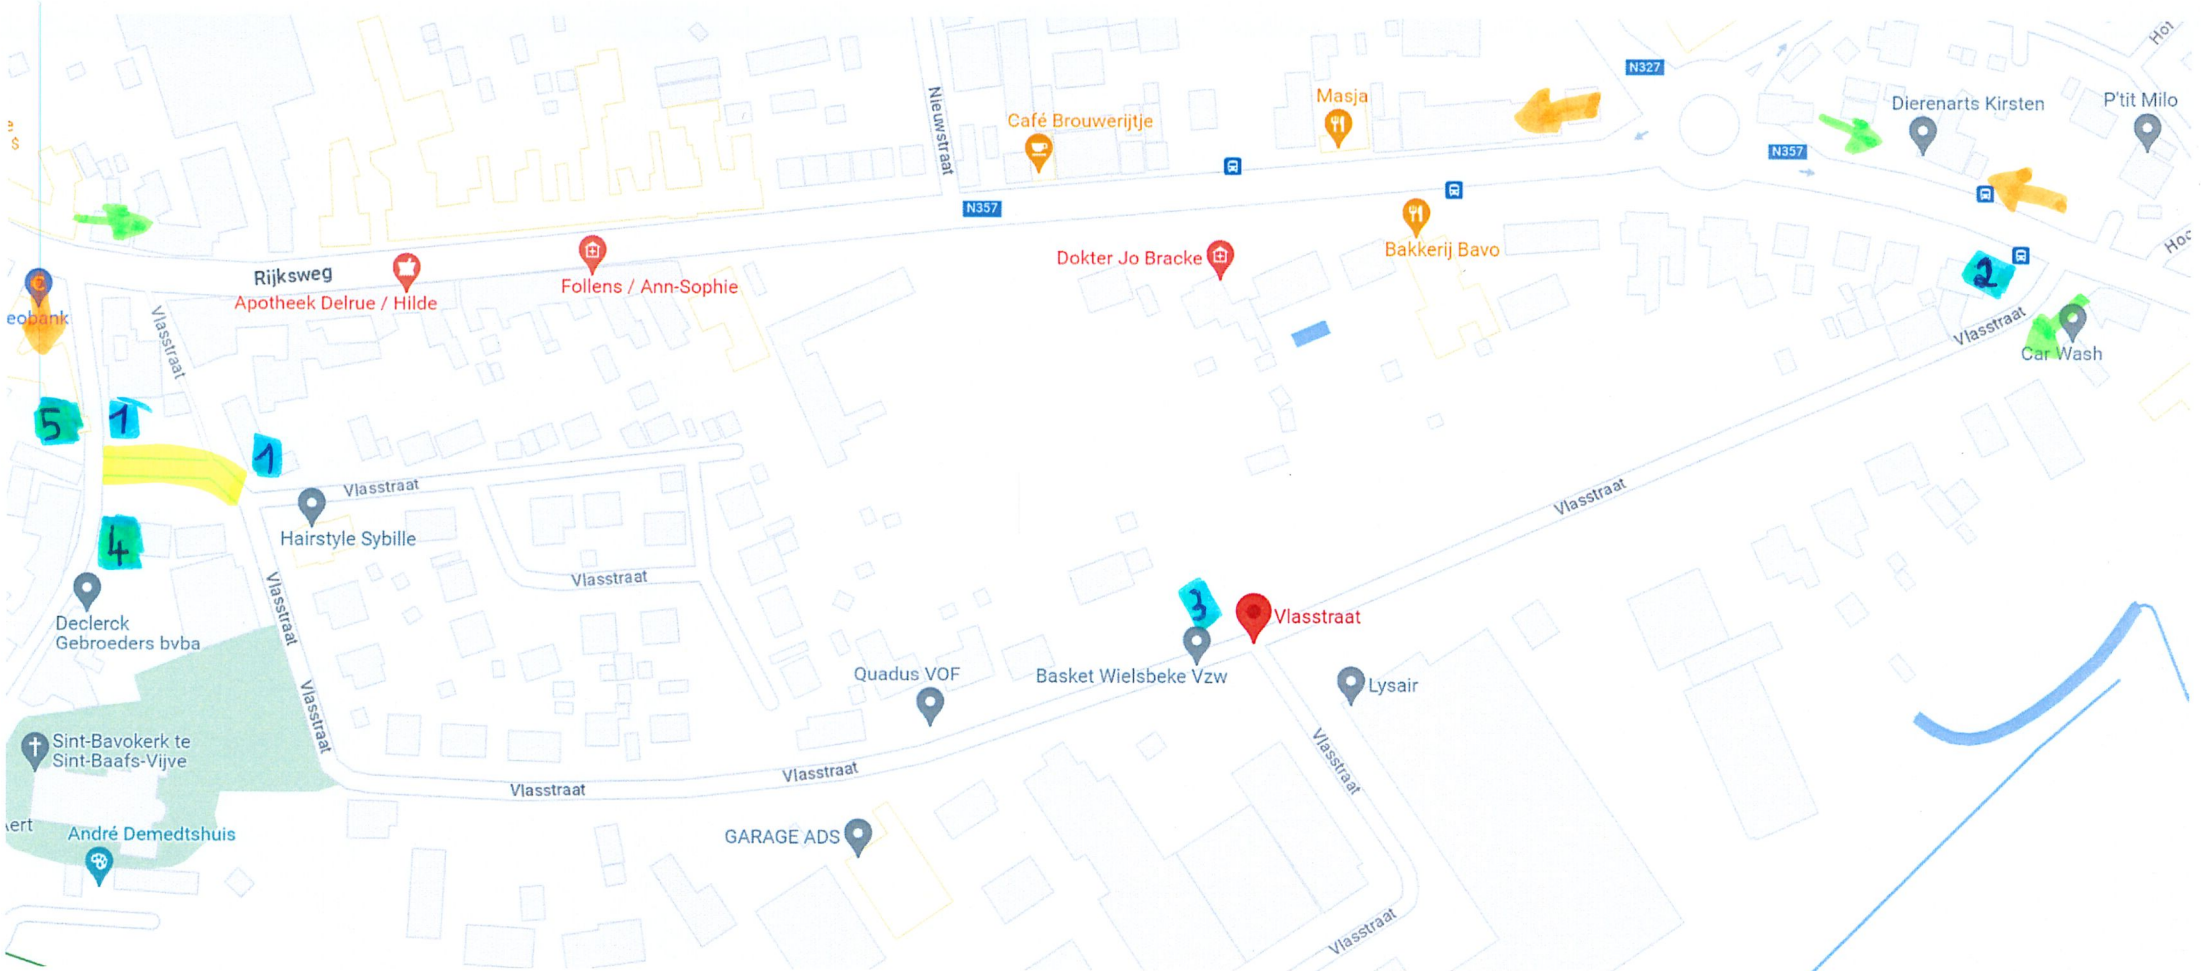 N327
P'tit Milo
Dierenarts Kirsten
Masja
Café Brouwerijtje
Nieuwstraat
N357
N357
Bakkerij Bavo
Dokter Jo Bracke
Rijksweg
Follens / Ann-Sophie
Apotheek Delrue / Hilde
eobank
Vlasstraat
2
Vlasstraat
Car Wash
5
1
1
Vlasstraat
Vlasstraat
Hairstyle Sybille
4
Vlasstraat
Vlasstraat
3
Vlasstraat
Declerck
Gebroeders bvba
Basket Wielsbeke Vzw
Quadus VOF
Lysair
Vlasstraat
Sint-Bavokerk te
Sint-Baafs-Vijve
Vlasstraat
Vlasstraat
Vlasstraat
André Demedtshuis
GARAGE ADS
Vlasstraat